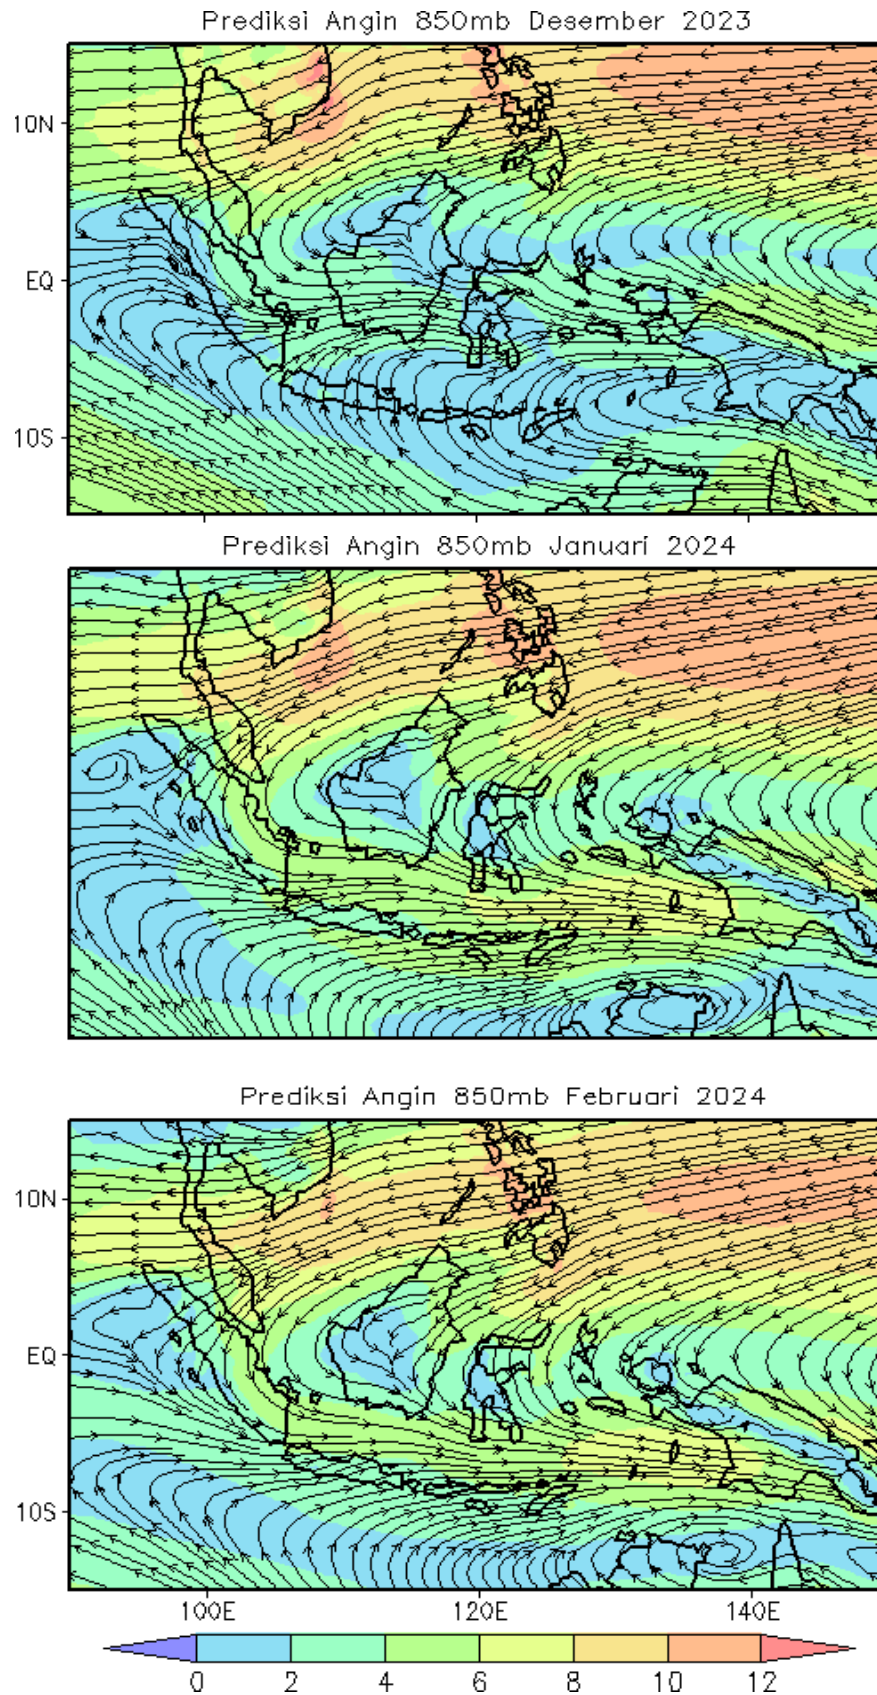 Prediksi Angin 850mb Desember 2023
10N
EQ
10S
Prediksi Angin 850mb Januari 2024
Prediksi Angin 850mb Februari 2024
10N
EQ
10S
100E 120E 140E
0 2 4 6 8 10 12